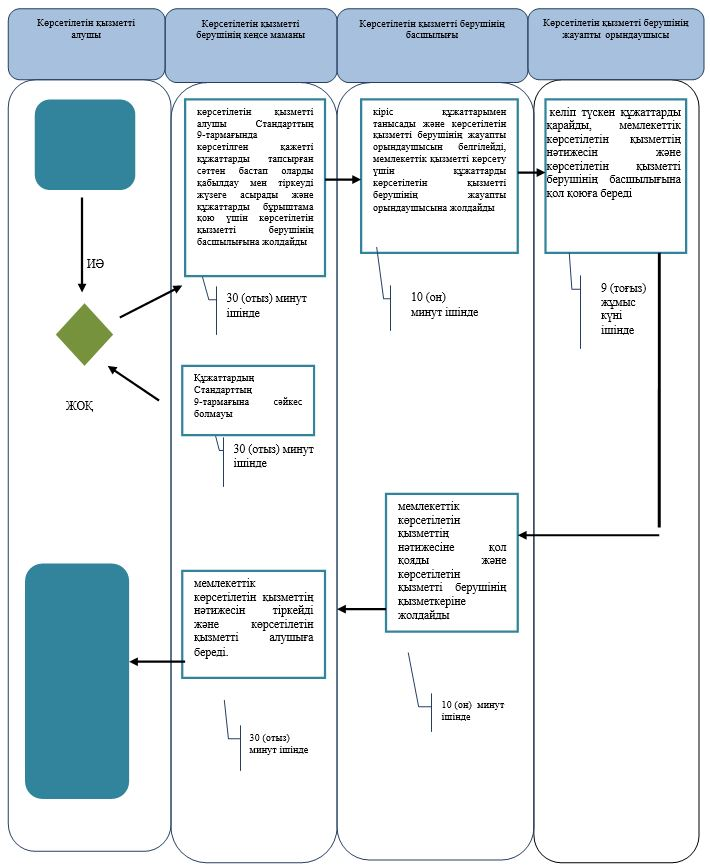 Көрсетілетін қызметті
алушы
Көрсетілетін қызметті
берушінің кеңсе маманы
Көрсетілетін қызметті берушінің
басшылығы
Көрсетілетін қызметті берушінің
жауапты орындаушысы
көрсетілетін қызметті
алушы Стандарттың
9-тармағында
көрсетілген қажетті
құжаттарды тапсырған
сәттен бастап оларды
қабылдау мен тіркеуді
жүзеге асырады және
құжаттарды бұрыштама
қою үшін көрсетілетін
қызметті берушінің
басшылығына жолдайды
кіріс құжаттарымен
танысады және көрсетілетін
қызметті берушінің жауапты
орындаушысын белгілейді,
мемлекеттік қызметті көрсету
үшін құжаттарды
көрсетілетін қызметті
берушінің жауапты
орындаушысына жолдайды
келіп түскен құжаттарды
қарайды, мемлекеттік
көрсетілетін қызметтің
нәтижесін және
көрсетілетін қызметті
берушінің басшылығына
қол қоюға береді
ИӘ
30 (отыз) минут
ішінде
10 (он)
минут ішінде
9 (тоғыз)
жұмыс
күні
ішінде
ЖОҚ
Құжаттардың
Стандарттың
9-тармағына сәйкес
болмауы
30 (отыз) минут
ішінде
мемлекеттік
көрсетілетін
қызметтің
нәтижесіне қол
қояды және
көрсетілетін
қызметті берушінің
қызметкеріне
жолдайды
мемлекеттік
көрсетілетін қызметтің
нәтижесін тіркейді
және көрсетілетін
қызметті алушыға
береді.
10 (он) минут
ішінде
30 (отыз)
минут ішінде